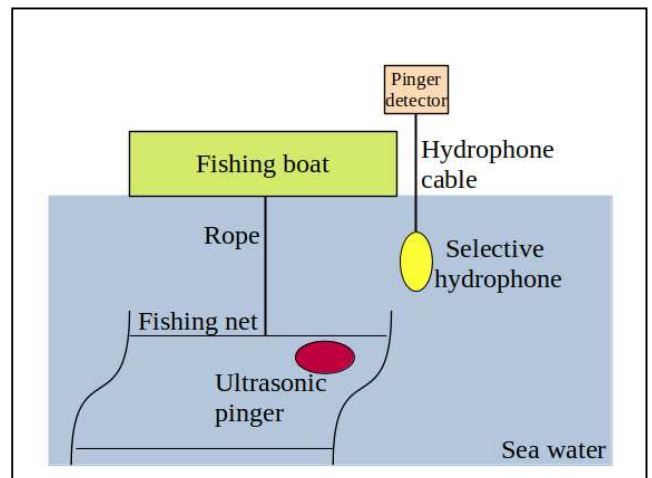 Pinger
detector
Fishing boat
Hydrophone
cable
Rope
Selective
hydrophone
Fishing net
Ultrasonic
pinger
Sea water